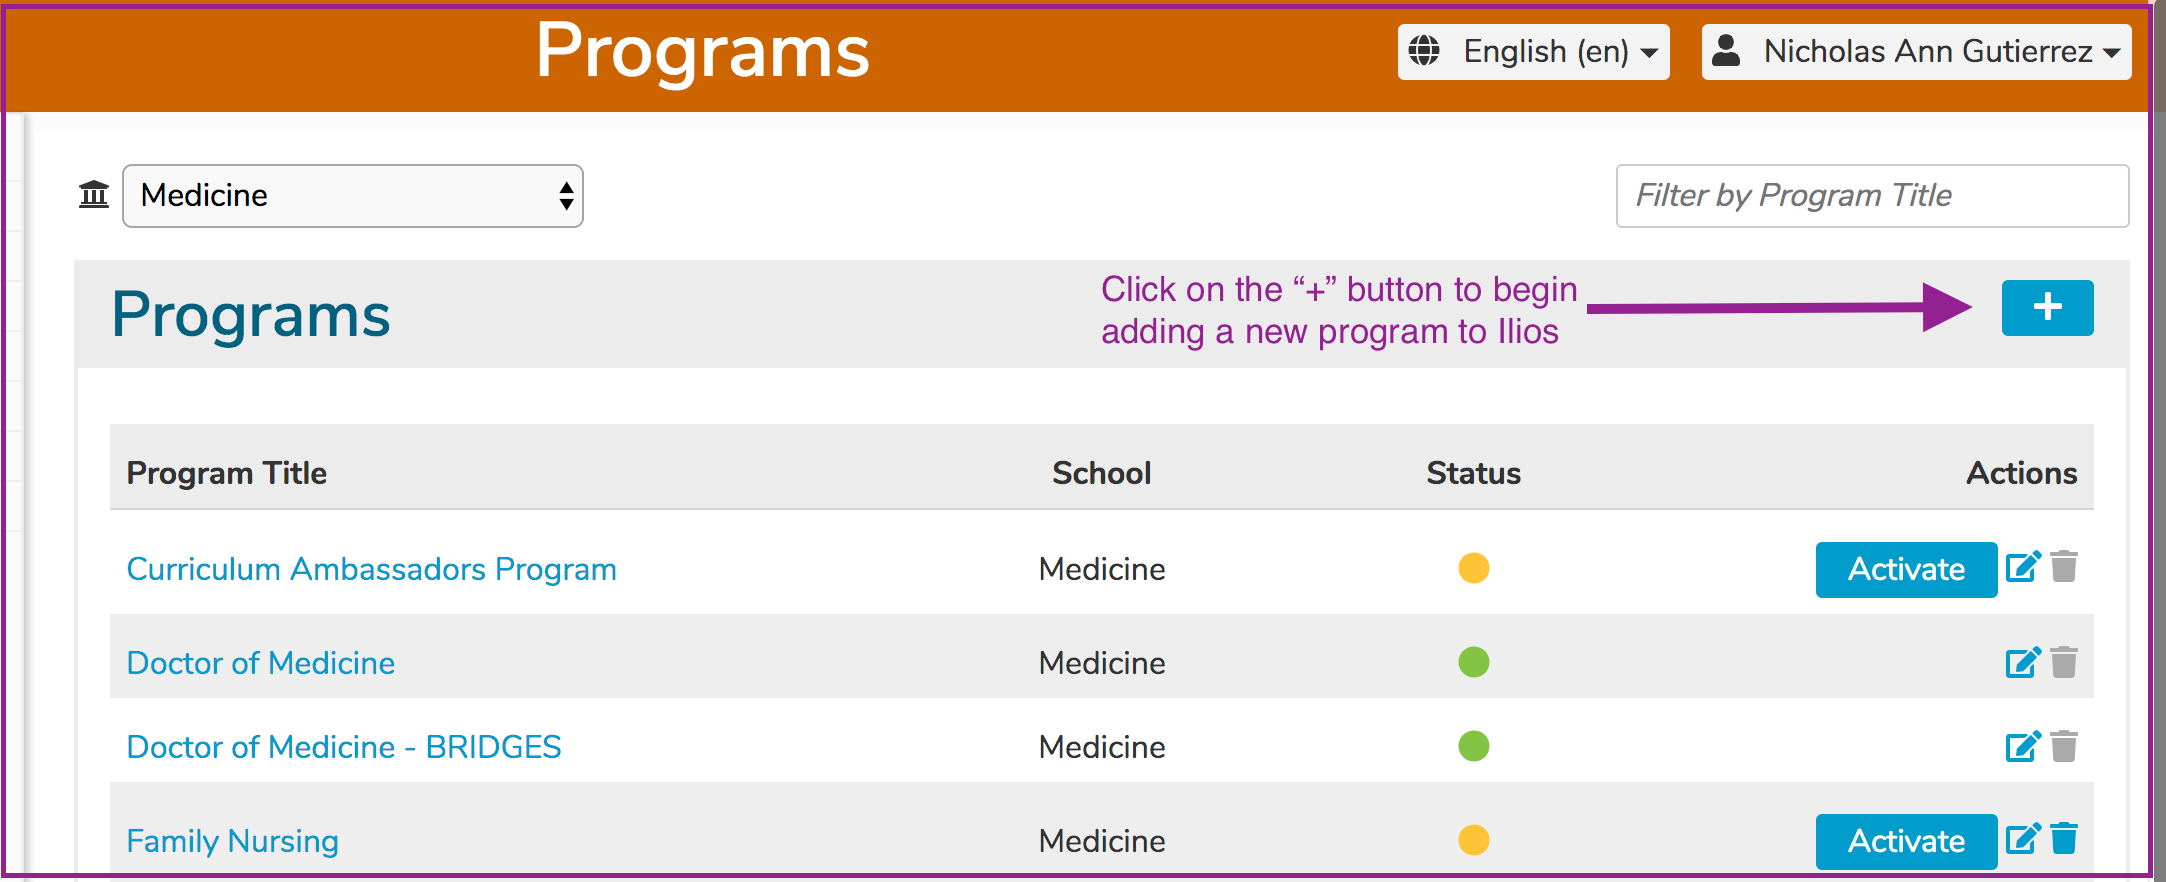 Programs
English (en)
Nicholas Ann Gutierrez
Medicine
Filter by Program Title
Programs
Click on the “+” button to begin
adding a new program to Ilios
+
Program Title School Status Actions
Curriculum Ambassadors Program Medicine Activate
Doctor of Medicine Medicine
Doctor of Medicine - BRIDGES Medicine
Family Nursing Medicine Activate